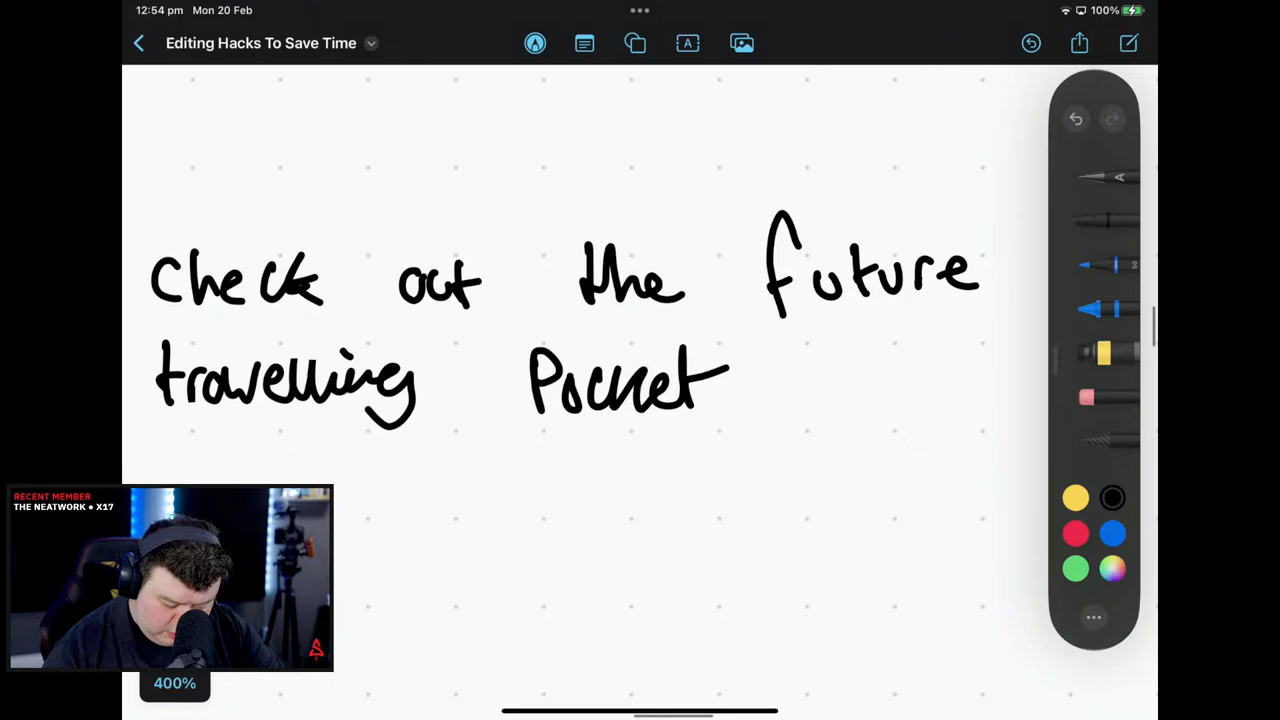 12:54 pm Mon 20 Feb
100%
Editing Hacks To Save Time
A
A
50
Check out the future
travelling Pocket
RECENT MEMBER
THE NEATWORK ● X17
400%